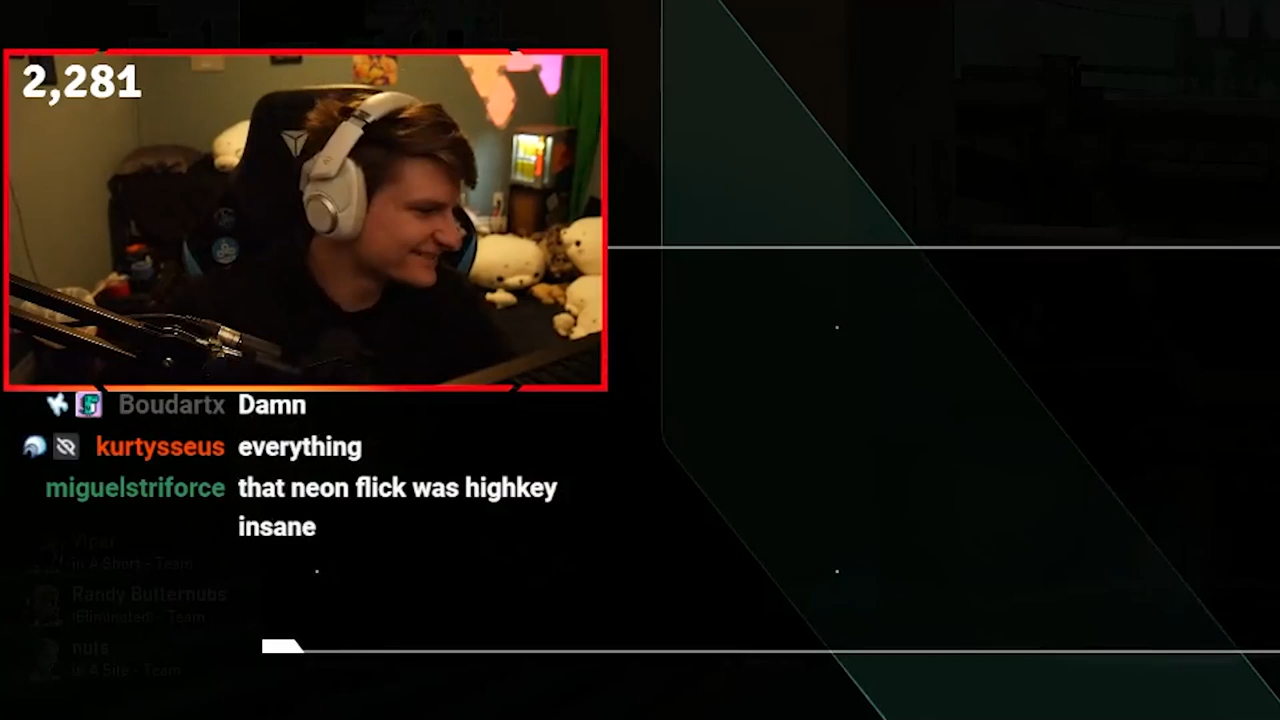 2,281
Boudartx Damn
kurtysseus everything
miguelstriforce that neon flick was highkey
insane
Viper
in A Short - Team
Randy Butternubs
Eliminated - Team
nuts
in A Site - Team